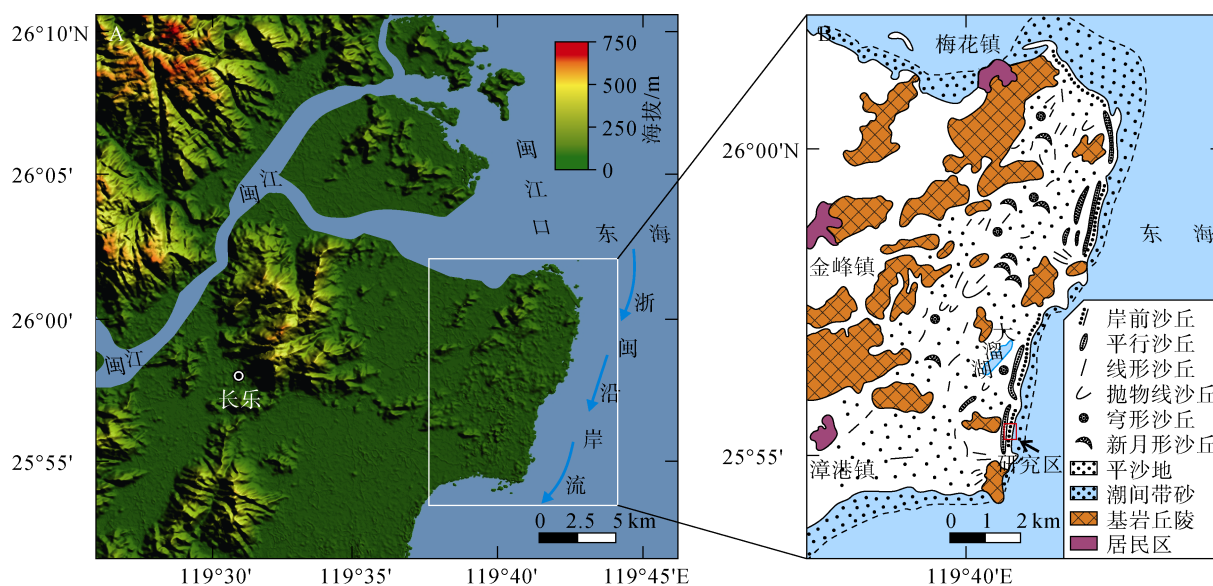 A
26°10′N
26°05′
26°00′
25°55′
119°30′
119°35′
119°40′
119°45′E
750
500
250
0
海拔/m
闽江
闽江
闽江口
东海
浙闽沿岸流
长乐
0 2.5 5 km
B
梅花镇
26°00′N
东海
金峰镇
大溜湖
漳港镇
25°55′
研究区
119°40′E
0 1 2 km
岸前沙丘
平行沙丘
线形沙丘
抛物线沙丘
穹形沙丘
新月形沙丘
平沙地
潮间带砂
基岩丘陵
居民区